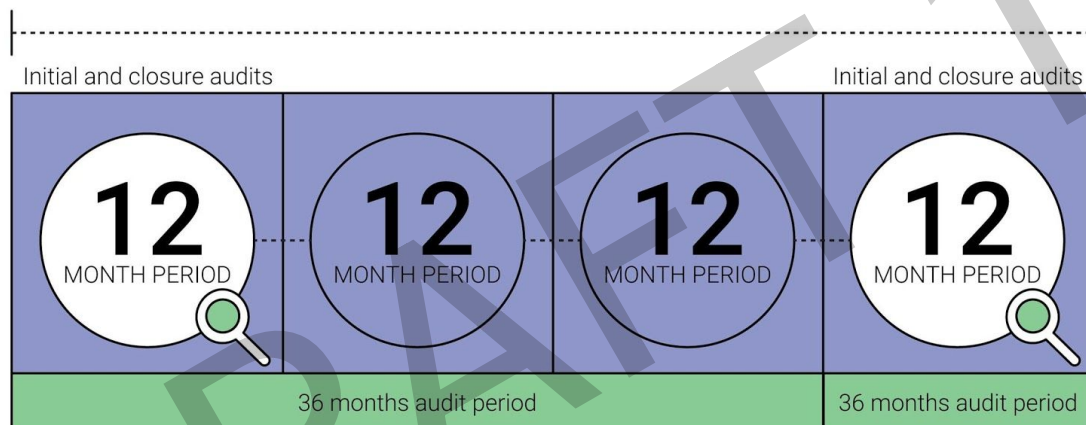 Initial and closure audits
Initial and closure audits
12
MONTH PERIOD
12
MONTH PERIOD
12
MONTH PERIOD
12
MONTH PERIOD
36 months audit period
36 months audit period